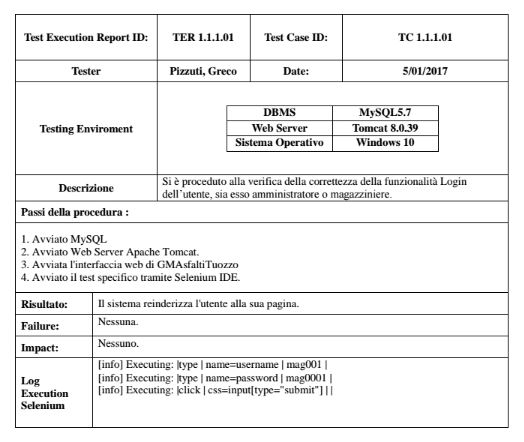 Test Execution Report ID: TER 1.1.1.01 Test Case ID: TC 1.1.1.01
Tester Pizzuti, Greco Date: 5/01/2017
Testing Enviroment
DBMS MySQL5.7
Web Server Tomcat 8.0.39
Sistema Operativo Windows 10
Descrizione
Si è proceduto alla verifica della correttezza della funzionalità Login
dell'utente, sia esso amministratore o magazziniere.
Passi della procedura :
1. Avviato MySQL
2. Avviato Web Server Apache Tomcat.
3. Avviata l'interfaccia web di GMAsfaltiTuozzo
4. Avviato il test specifico tramite Selenium IDE.
Risultato: Il sistema reinderizza l'utente alla sua pagina.
Failure: Nessuna.
Impact: Nessuno.
Log
Execution
Selenium
[info] Executing: |type | name=username | mag001 |
[info] Executing: |type | name=password | mag0001 |
[info] Executing: |click | css=input[type="submit"] | |